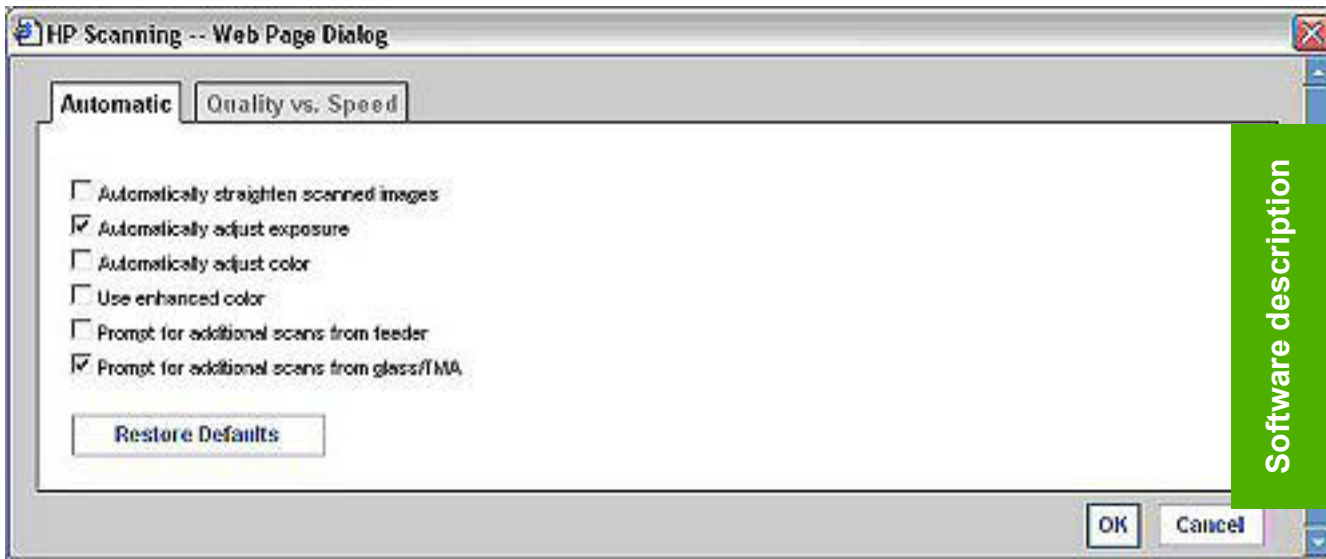 HP Scanning -- Web Page Dialog
Automatic
Quality vs. Speed
Automatically straighten scanned images
Automatically adjust exposure
Automatically adjust color
Use enhanced color
Prompt for additional scans from feeder
Prompt for additional scans from glass/TMA
Restore Defaults
OK
Cancel
Software description